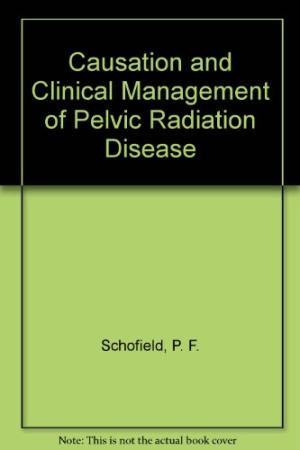 Causation and
Clinical Management
of Pelvic Radiation
Disease
Schofield, P. F.
Note: This is not the actual book cover